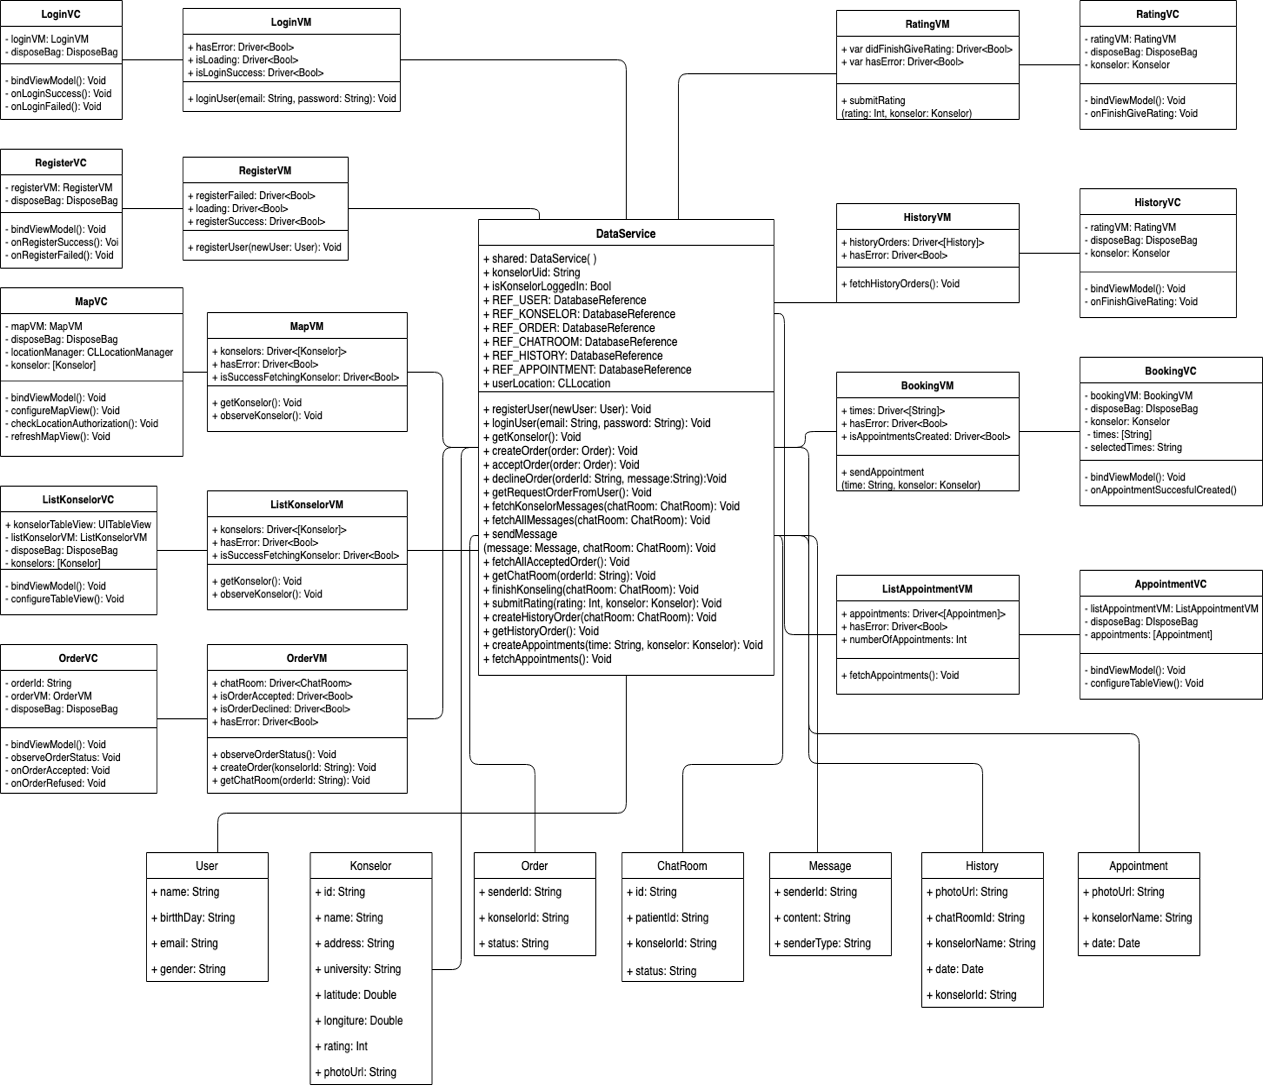 LoginVC
- loginVM: LoginVM
- disposeBag: DisposeBag
- bindViewModel(): Void
- onLoginSuccess(): Void
- onLoginFailed(): Void
LoginVM
+ hasError: Driver<Bool>
+ isLoading: Driver<Bool>
+ isLoginSuccess: Driver<Bool>
+ loginUser(email: String, password: String): Void
RatingVM
+ var didFinishGiveRating: Driver<Bool>
+ var hasError: Driver<Bool>
+ submitRating
(rating: Int, konselor: Konselor)
RatingVC
- ratingVM: RatingVM
- disposeBag: DisposeBag
- konselor: Konselor
- bindViewModel(): Void
- onFinishGiveRating: Void
RegisterVC
- registerVM: RegisterVM
- disposeBag: DisposeBag
- bindViewModel(): Void
- onRegisterSuccess(): Voi
- onRegisterFailed(): Void
RegisterVM
+ registerFailed: Driver<Bool>
+ loading: Driver<Bool>
+ registerSuccess: Driver<Bool>
+ registerUser(newUser: User): Void
DataService
+ shared: DataService( )
+ konselorUid: String
+ isKonselorLoggedIn: Bool
+ REF_USER: DatabaseReference
+ REF_KONSELOR: DatabaseReference
+ REF_ORDER: DatabaseReference
+ REF_CHATROOM: DatabaseReference
+ REF_HISTORY: DatabaseReference
+ REF_APPOINTMENT: DatabaseReference
+ userLocation: CLLocation
+ registerUser(newUser: User): Void
+ loginUser(email: String, password: String): Void
+ getKonselor(): Void
+ createOrder(order: Order): Void
+ acceptOrder(order: Order): Void
+ declineOrder(orderId: String, message:String):Void
+ getRequestOrderFromUser(): Void
+ fetchKonselorMessages(chatRoom: ChatRoom): Void
+ fetchAllMessages(chatRoom: ChatRoom): Void
+ sendMessage
(message: Message, chatRoom: ChatRoom): Void
+ fetchAllAcceptedOrder(): Void
+ getChatRoom(orderId: String): Void
+ finishKonseling(chatRoom: ChatRoom): Void
+ submitRating(rating: Int, konselor: Konselor): Void
+ createHistoryOrder(chatRoom: ChatRoom): Void
+ getHistoryOrder(): Void
+ createAppointments(time: String, konselor: Konselor): Void
+ fetchAppointments(): Void
HistoryVM
+ historyOrders: Driver<[History]>
+ hasError: Driver<Bool>
+ fetchHistoryOrders(): Void
HistoryVC
- ratingVM: RatingVM
- disposeBag: DisposeBag
- konselor: Konselor
- bindViewModel(): Void
- onFinishGiveRating: Void
MapVC
- mapVM: MapVM
- disposeBag: DisposeBag
- locationManager: CLLocationManager
- konselor: [Konselor]
- bindViewModel(): Void
- configureMapView(): Void
- checkLocationAuthorization(): Void
- refreshMapView(): Void
MapVM
+ konselors: Driver<[Konselor]>
+ hasError: Driver<Bool>
+ isSuccessFetchingKonselor: Driver<Bool>
+ getKonselor(): Void
+ observeKonselor(): Void
BookingVM
+ times: Driver<[String]>
+ hasError: Driver<Bool>
+ isAppointmentsCreated: Driver<Bool>
+ sendAppointment
(time: String, konselor: Konselor)
BookingVC
- bookingVM: BookingVM
- disposeBag: DIsposeBag
- konselor: Konselor
- times: [String]
- selectedTimes: String
- bindViewModel(): Void
- onAppointmentSuccesfulCreated()
ListKonselorVC
+ konselorTableView: UITableView
- listKonselorVM: ListKonselorVM
- disposeBag: DisposeBag
- konselors: [Konselor]
- bindViewModel(): Void
- configureTableView(): Void
ListKonselorVM
+ konselors: Driver<[Konselor]>
+ hasError: Driver<Bool>
+ isSuccessFetchingKonselor: Driver<Bool>
+ getKonselor(): Void
+ observeKonselor(): Void
ListAppointmentVM
+ appointments: Driver<[Appointmen]>
+ hasError: Driver<Bool>
+ numberOfAppointments: Int
+ fetchAppointments(): Void
AppointmentVC
- listAppointmentVM: ListAppointmentVM
- disposeBag: DIsposeBag
- appointments: [Appointment]
- bindViewModel(): Void
- configureTableView(): Void
OrderVC
- orderId: String
- orderVM: OrderVM
- disposeBag: DisposeBag
- bindViewModel(): Void
- observeOrderStatus: Void
- onOrderAccepted: Void
- onOrderRefused: Void
OrderVM
+ chatRoom: Driver<ChatRoom>
+ isOrderAccepted: Driver<Bool>
+ isOrderDeclined: Driver<Bool>
+ hasError: Driver<Bool>
+ observeOrderStatus(): Void
+ createOrder(konselorId: String): Void
+ getChatRoom(orderId: String): Void
User
+ name: String
+ birtthDay: String
+ email: String
+ gender: String
Konselor
+ id: String
+ name: String
+ address: String
+ university: String
+ latitude: Double
+ longiture: Double
+ rating: Int
+ photoUrl: String
Order
+ senderId: String
+ konselorId: String
+ status: String
ChatRoom
+ id: String
+ patientId: String
+ konselorId: String
+ status: String
Message
+ senderId: String
+ content: String
+ senderType: String
History
+ photoUrl: String
+ chatRoomId: String
+ konselorName: String
+ date: Date
+ konselorId: String
Appointment
+ photoUrl: String
+ konselorName: String
+ date: Date